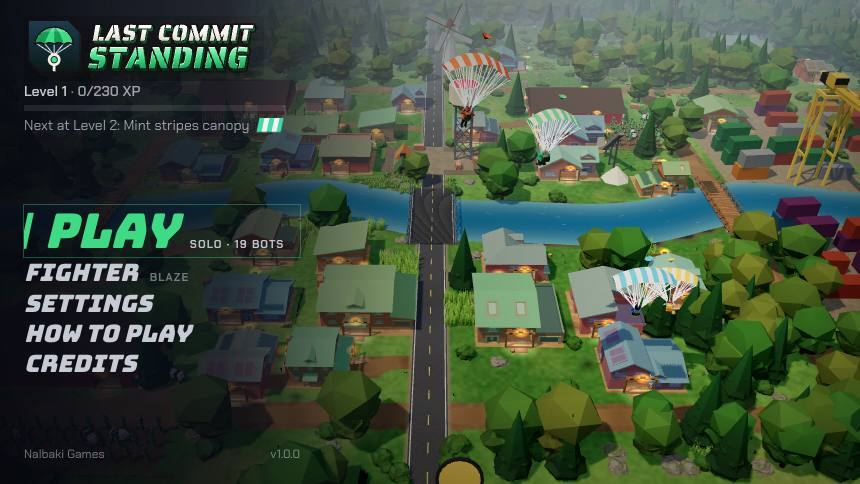 LAST COMMIT
STANDING
Level 1 · 0/230 XP
Next at Level 2: Mint stripes canopy
PLAY SOLO · 19 BOTS
FIGHTER BLAZE
SETTINGS
HOW TO PLAY
CREDITS
Nalbaki Games v1.0.0